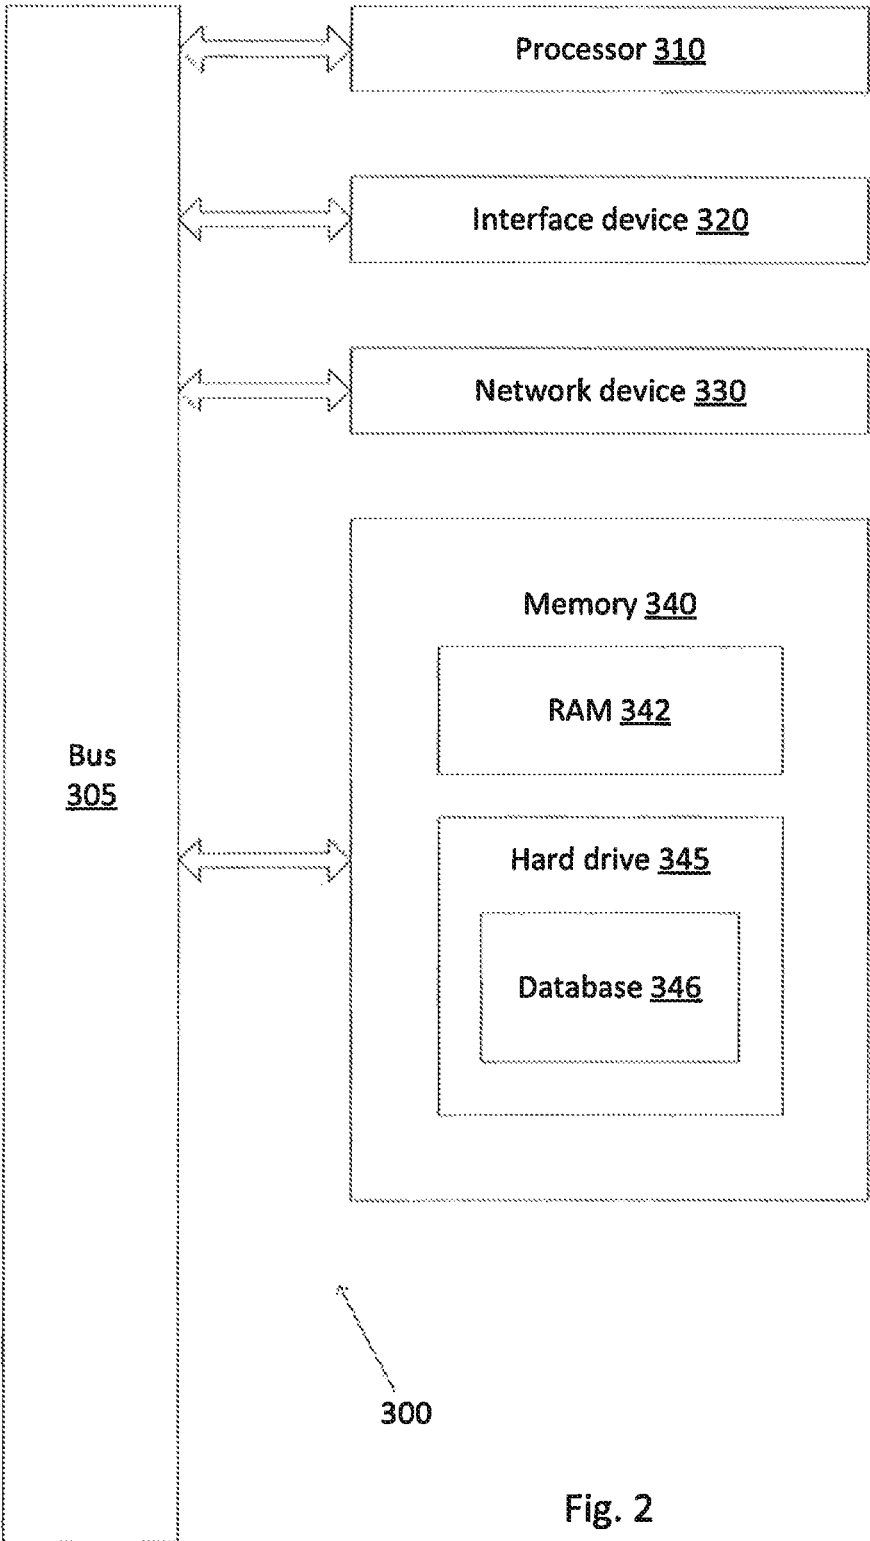 Processor 310
Interface device 320
Network device 330
Memory 340
RAM 342
Bus
305
Hard drive 345
Database 346
300
Fig. 2